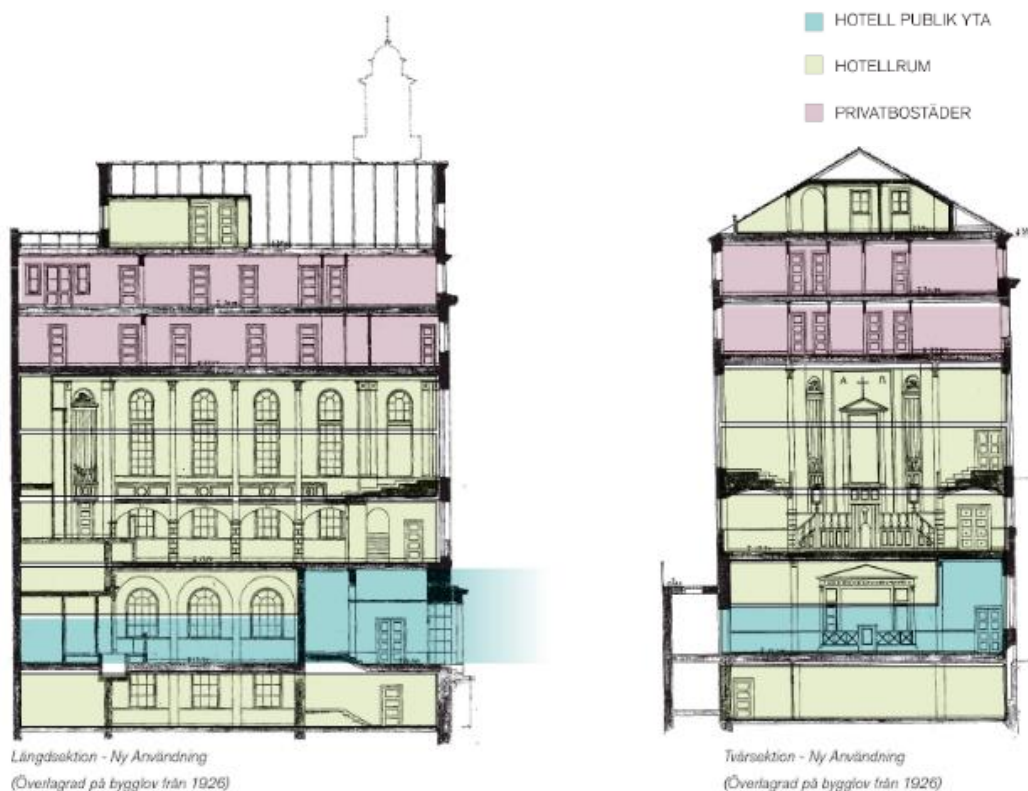 HOTELL PUBLIK YTA
HOTELLRUM
PRIVATBOSTÄDER
A Π
Längdsektion - Ny Användning
(Överlagrad på bygglov från 1926)
Tvärsektion - Ny Användning
(Överlagrad på bygglov från 1926)